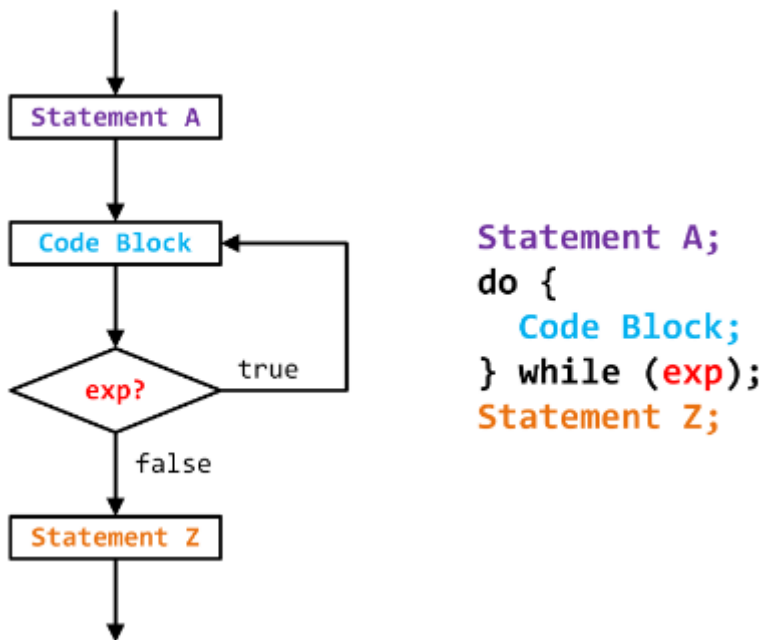 Statement A
Code Block
exp?
true
false
Statement Z
Statement A;
do {
  Code Block;
} while (exp);
Statement Z;